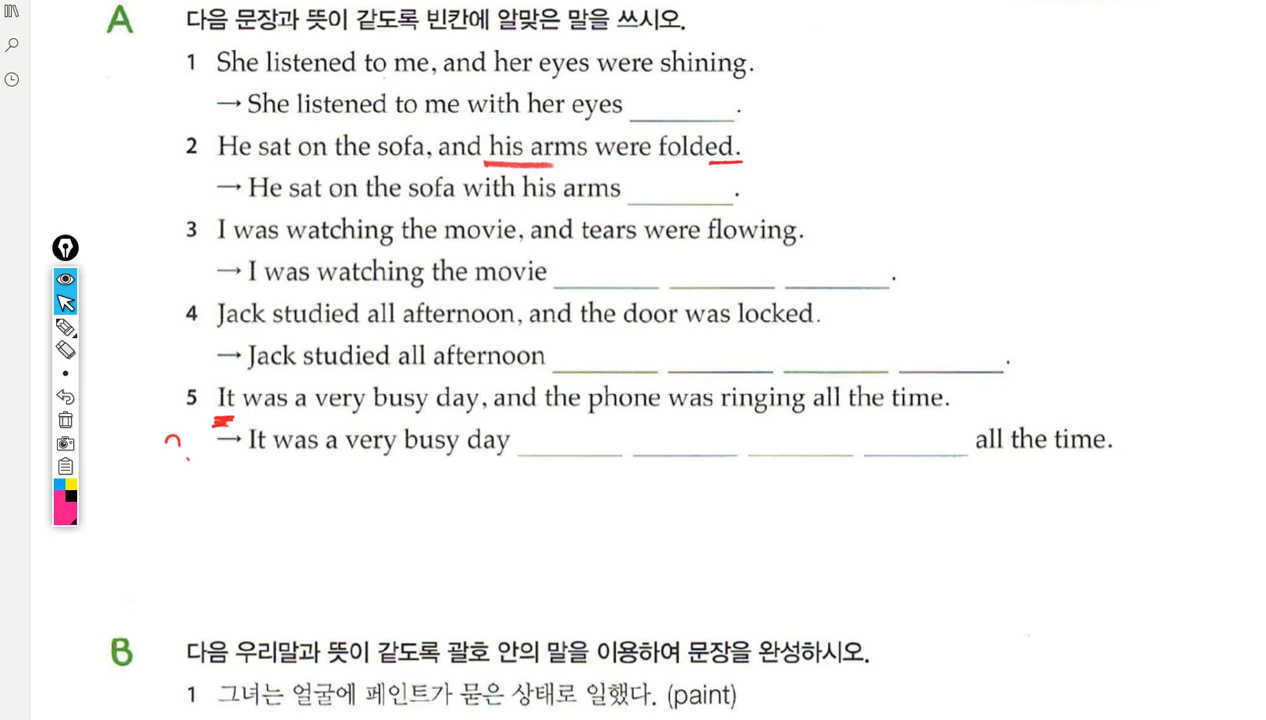 A 다음 문장과 뜻이 같도록 빈칸에 알맞은 말을 쓰시오.
1 She listened to me, and her eyes were shining.
→ She listened to me with her eyes ________.
2 He sat on the sofa, and his arms were folded.
→ He sat on the sofa with his arms ________.
3 I was watching the movie, and tears were flowing.
→ I was watching the movie ________ ________ ________.
4 Jack studied all afternoon, and the door was locked.
→ Jack studied all afternoon ________ ________ ________ ________.
5 It was a very busy day, and the phone was ringing all the time.
→ It was a very busy day ________ ________ ________ ________ all the time.
B 다음 우리말과 뜻이 같도록 괄호 안의 말을 이용하여 문장을 완성하시오.
1 그녀는 얼굴에 페인트가 묻은 상태로 일했다. (paint)